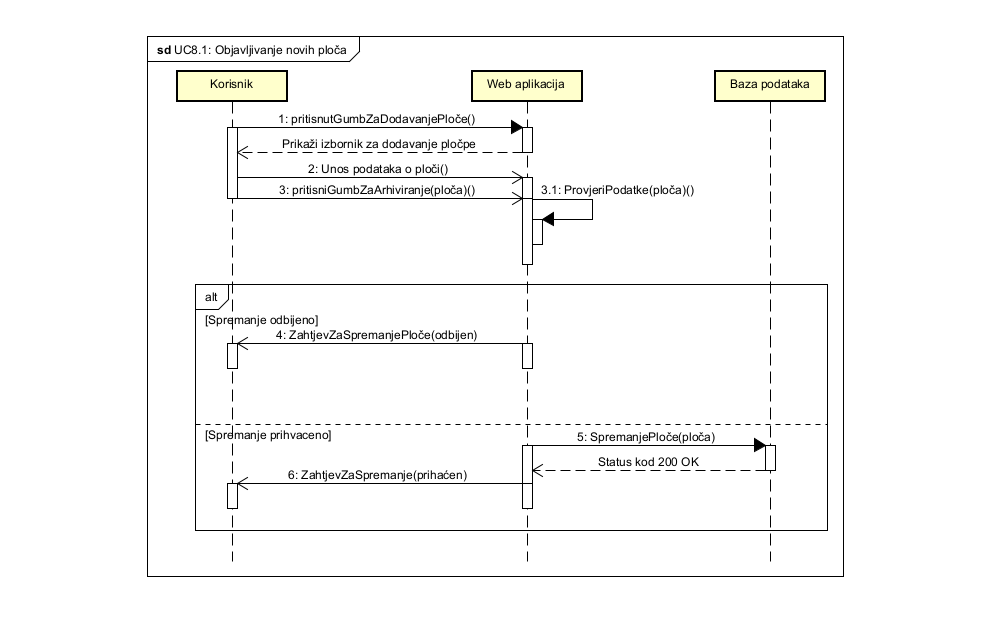 sd UC8.1: Objavljivanje novih ploča
Korisnik
Web aplikacija
Baza podataka
1: pritisnutGumbZaDodavanjePloče()
Prikaži izbornik za dodavanje pločpe
2: Unos podataka o ploči()
3: pritisniGumbZaArhiviranje(ploča)()
3.1: ProvjeriPodatke(ploča)()
alt
[Spremanje odbijeno]
4: ZahtjevZaSpremanjePloče(odbijen)
[Spremanje prihvaceno]
5: SpremanjePloče(ploča)
Status kod 200 OK
6: ZahtjevZaSpremanje(prihaćen)